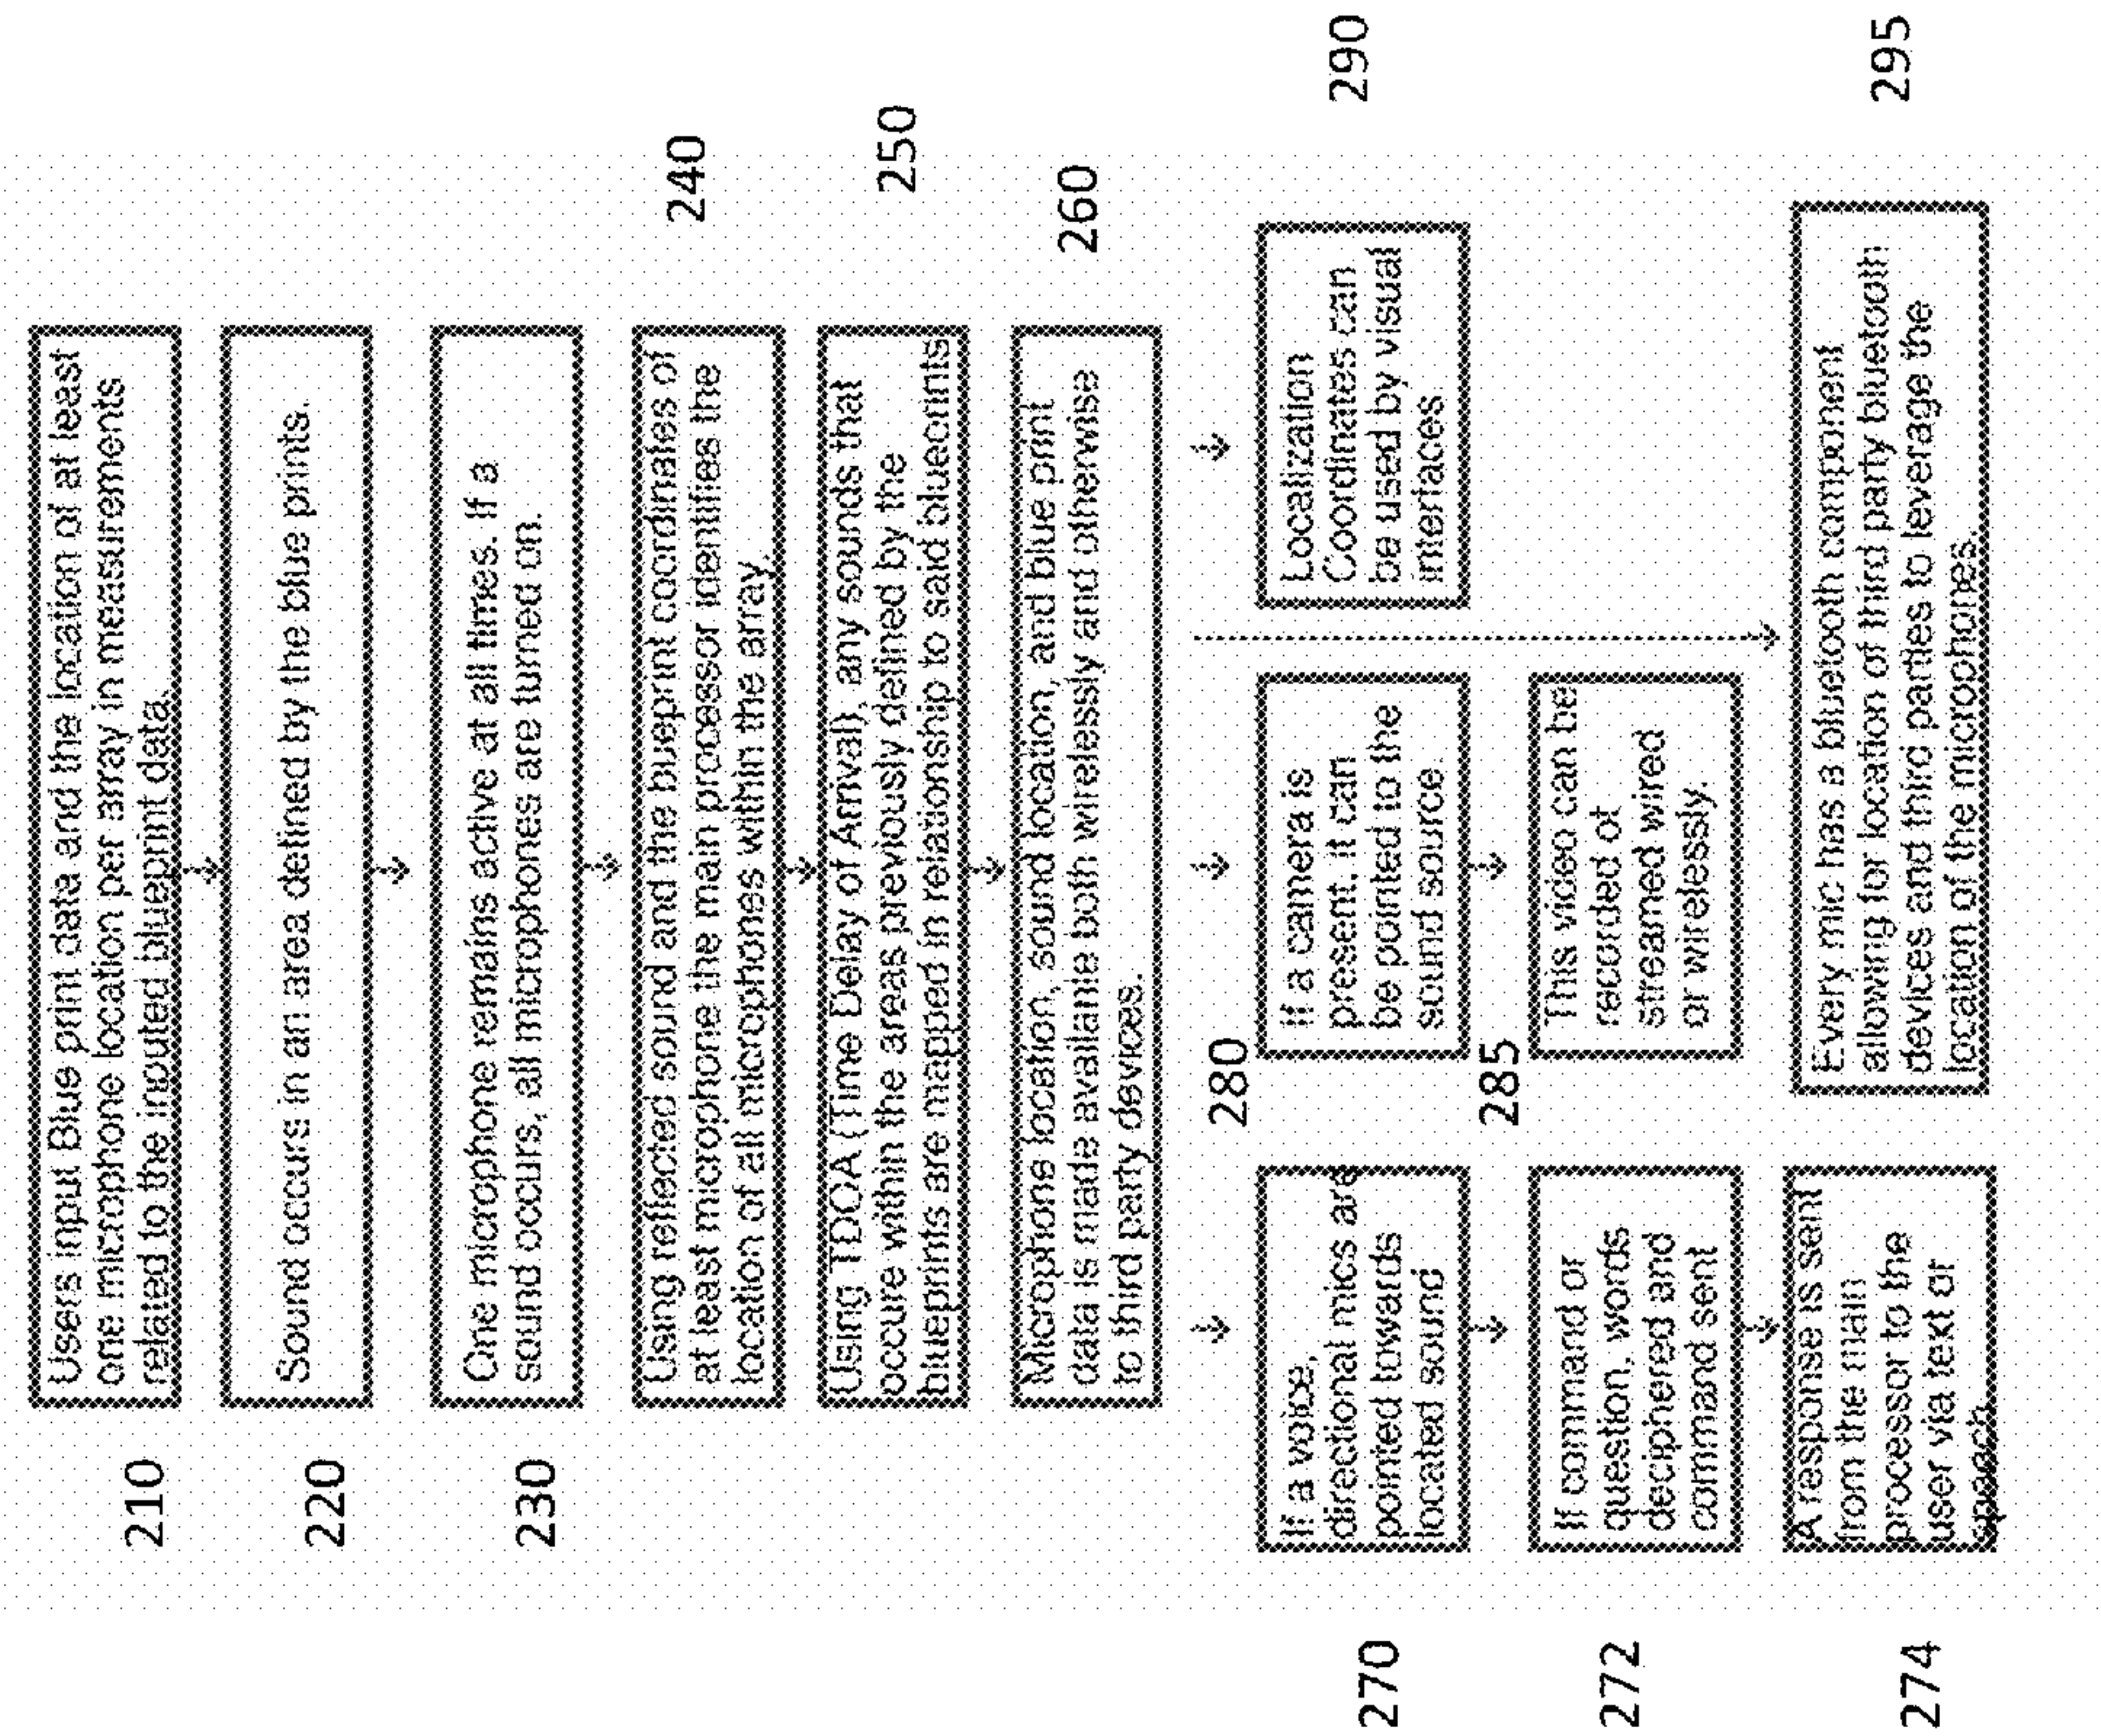 210
Users input Blue print data and the location of at least
one microphone location per array in measurements
related to the inputed blueprint data.
220
Sound occurs in an area defined by the blue prints.
230
One microphone remains active at all times. If a
sound occurs, all microphones are turned on.
240
Using reflected sound and the bueprint coordinates of
at least microphone the main processor identifies the
location of all microphones within the array.
250
Using TDOA (Time Delay of Arrival), any sounds that
occure within the areas previously defined by the
blueprints are mapped in relationship to said blueprints
260
Microphone location, sound location, and blue print
data is made available both wirelessly and otherwise
to third party devices.
270
If a voice,
directional mics are
pointed towards
located sound
272
If command or
question, words
deciphered and
command sent
274
A response is sent
from the main
processor to the
user via text or
speach.
280
If a camera is
present, it can
be pointed to the
sound source.
285
This video can be
recorded or
streamed wired
or wirelessly.
290
Localization
Coordinates can
be used by visual
interfaces
295
Every mic has a bluetooth component
allowing for location of third party bluetooth
devices and third parties to leverage the
location of the microphones.